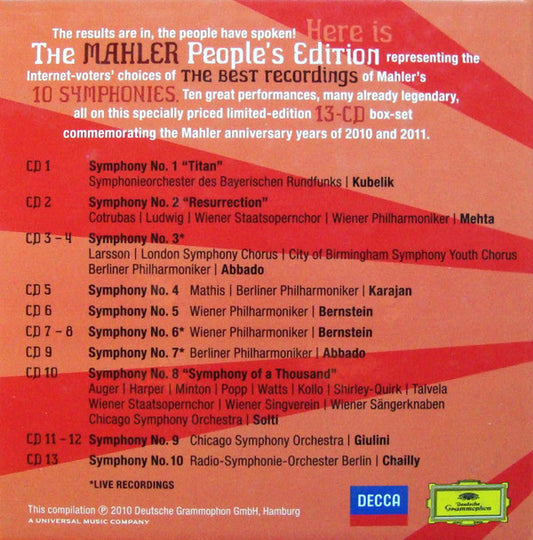 The results are in, the people have spoken! Here is
The MAHLER People's Edition representing the
Internet-voters' choices of THE BEST RECORDINGS of Mahler's
10 SYMPHONIES. Ten great performances, many already legendary,
all on this specially priced limited-edition 13-CD box-set
commemorating the Mahler anniversary years of 2010 and 2011.
CD 1 Symphony No. 1 "Titan"
Symphonieorchester des Bayerischen Rundfunks | Kubelik
CD 2 Symphony No. 2 "Resurrection"
Cotrubas | Ludwig | Wiener Staatsopernchor | Wiener Philharmoniker | Mehta
CD 3 – 4 Symphony No. 3*
Larsson | London Symphony Chorus | City of Birmingham Symphony Youth Chorus
Berliner Philharmoniker | Abbado
CD 5 Symphony No. 4 Mathis | Berliner Philharmoniker | Karajan
CD 6 Symphony No. 5 Wiener Philharmoniker | Bernstein
CD 7 – 8 Symphony No. 6* Wiener Philharmoniker | Bernstein
CD 9 Symphony No. 7* Berliner Philharmoniker | Abbado
CD 10 Symphony No. 8 "Symphony of a Thousand"
Auger | Harper | Minton | Popp | Watts | Kollo | Shirley-Quirk | Talvela
Wiener Staatsopernchor | Wiener Singverein | Wiener Sängerknaben
Chicago Symphony Orchestra | Solti
CD 11 – 12 Symphony No. 9 Chicago Symphony Orchestra | Giulini
CD 13 Symphony No. 10 Radio-Symphonie-Orchester Berlin | Chailly
*LIVE RECORDINGS
This compilation ℗ 2010 Deutsche Grammophon GmbH, Hamburg
A UNIVERSAL MUSIC COMPANY
DECCA
Deutsche
Grammophon